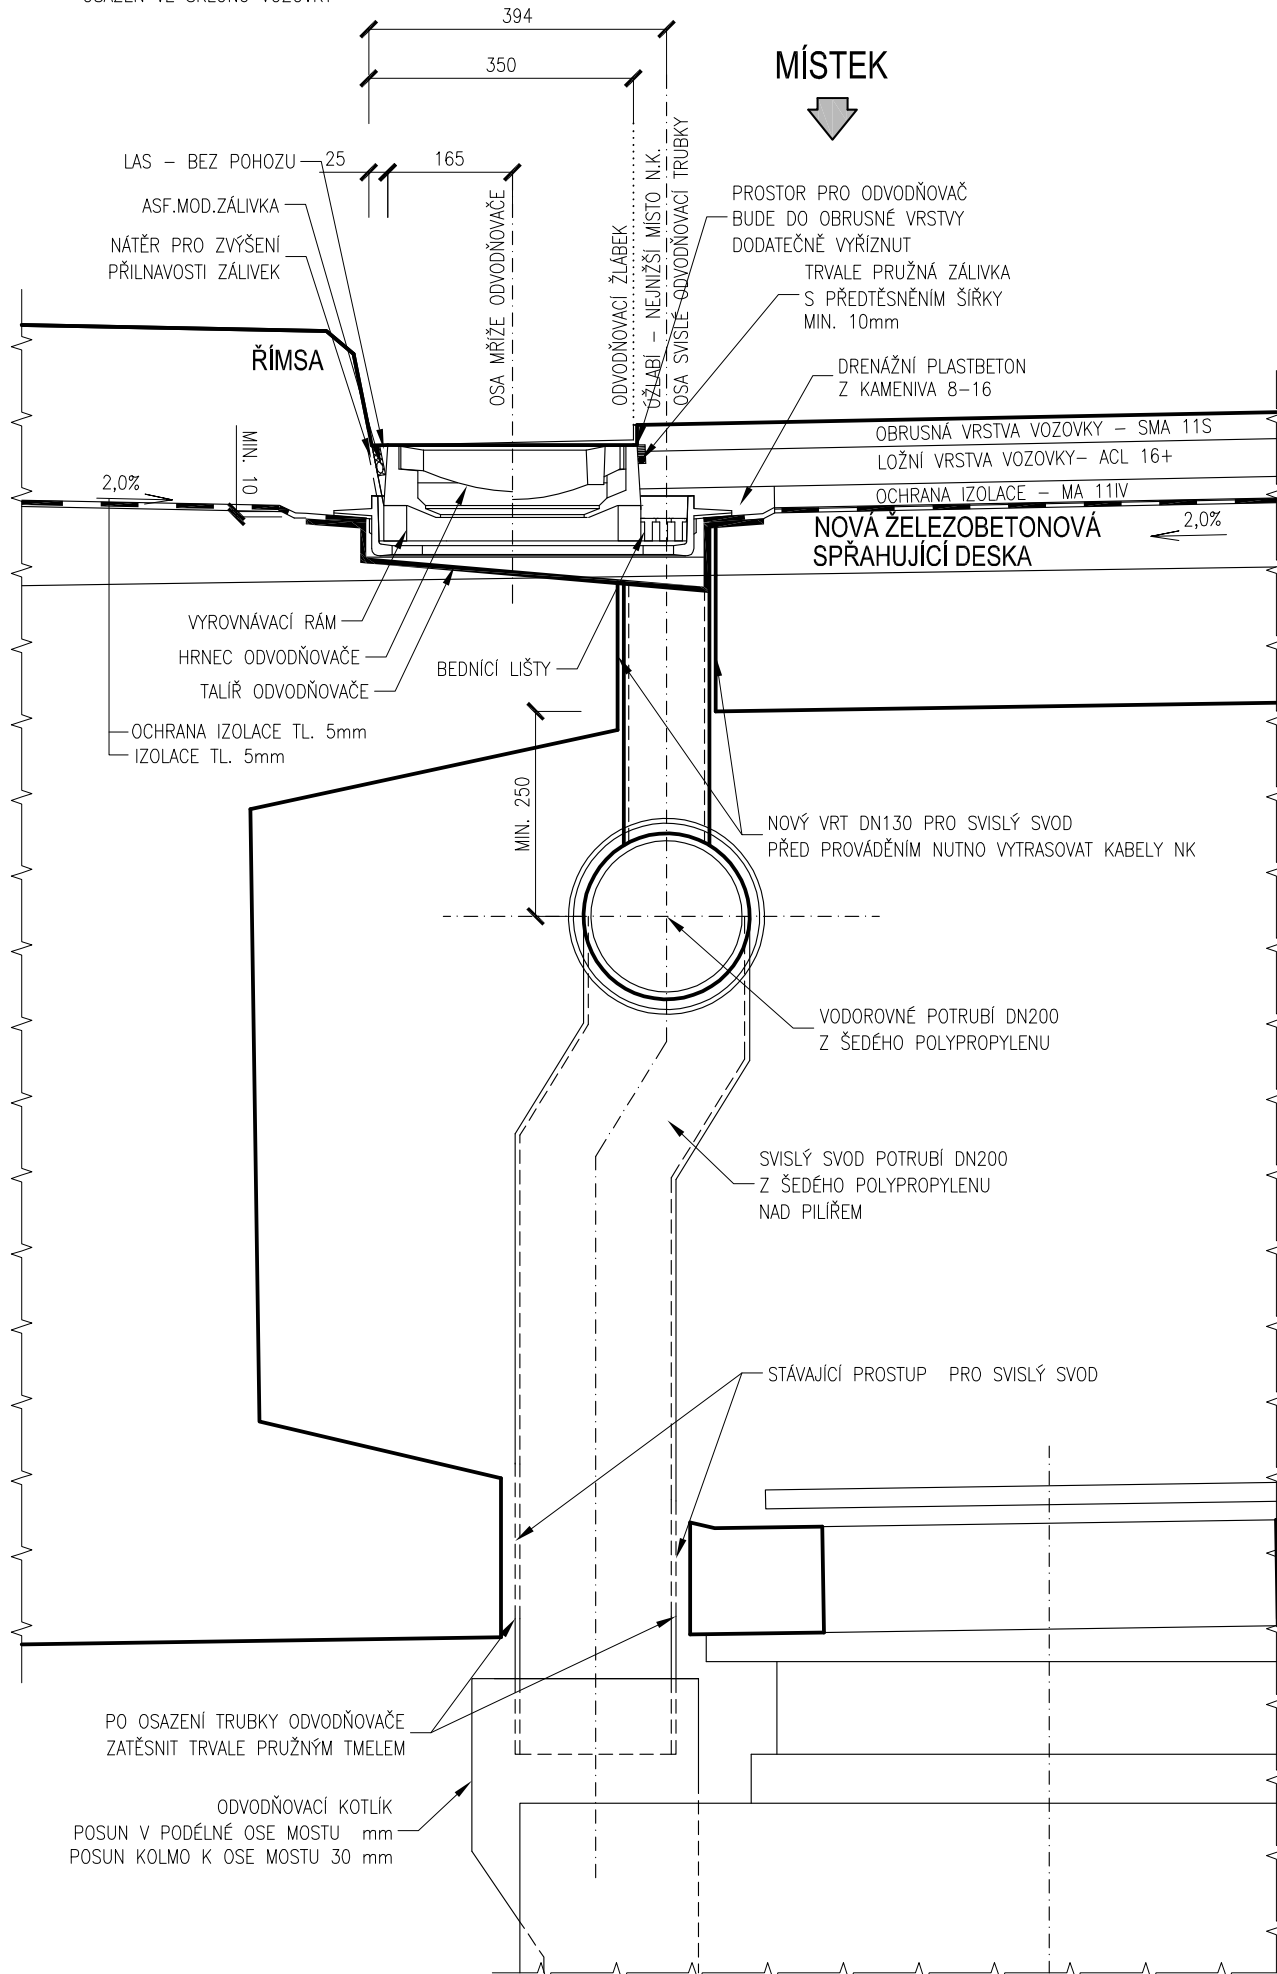 394
350
MÍSTEK
LAS - BEZ POHOZU
25
165
ASF.MOD.ZÁLIVKA
NÁTĚR PRO ZVÝŠENÍ
PŘILNAVOSTI ZÁLIVEK
OSA MŘÍŽE ODVODŇOVAČE
ODVODŇOVACÍ ŽLÁBEK
ÚŽLABÍ - NEJNIŽŠÍ MÍSTO N.K.
OSA SVISLÉ ODVODŇOVACÍ TRUBKY
PROSTOR PRO ODVODŇOVAČ
BUDE DO OBRUSNÉ VRSTVY
DODATEČNĚ VYŘÍZNUT
TRVALE PRUŽNÁ ZÁLIVKA
S PŘEDTĚSNĚNÍM ŠÍŘKY
MIN. 10mm
ŘÍMSA
DRENÁŽNÍ PLASTBETON
Z KAMENIVA 8-16
OBRUSNÁ VRSTVA VOZOVKY - SMA 11S
LOŽNÍ VRSTVA VOZOVKY- ACL 16+
OCHRANA IZOLACE - MA 11IV
MIN. 10
2,0%
NOVÁ ŽELEZOBETONOVÁ
SPŘAHUJÍCÍ DESKA
2,0%
VYROVNÁVACÍ RÁM
HRNEC ODVODŇOVAČE
TALÍŘ ODVODŇOVAČE
BEDNÍCÍ LIŠTY
OCHRANA IZOLACE TL. 5mm
IZOLACE TL. 5mm
MIN. 250
NOVÝ VRT DN130 PRO SVISLÝ SVOD
PŘED PROVÁDĚNÍM NUTNO VYTRASOVAT KABELY NK
VODOROVNÉ POTRUBÍ DN200
Z ŠEDÉHO POLYPROPYLENU
SVISLÝ SVOD POTRUBÍ DN200
Z ŠEDÉHO POLYPROPYLENU
NAD PILÍŘEM
STÁVAJÍCÍ PROSTUP PRO SVISLÝ SVOD
PO OSAZENÍ TRUBKY ODVODŇOVAČE
ZATĚSNIT TRVALE PRUŽNÝM TMELEM
ODVODŇOVACÍ KOTLÍK
POSUN V PODÉLNÉ OSE MOSTU mm
POSUN KOLMO K OSE MOSTU 30 mm